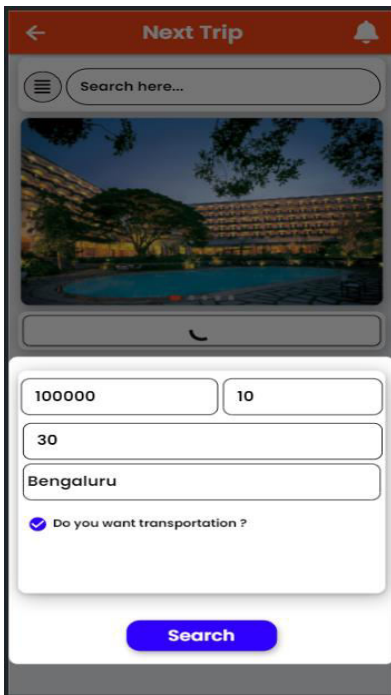 Next Trip
Search here...
100000 10
30
Bengaluru
Do you want transportation ?
Search